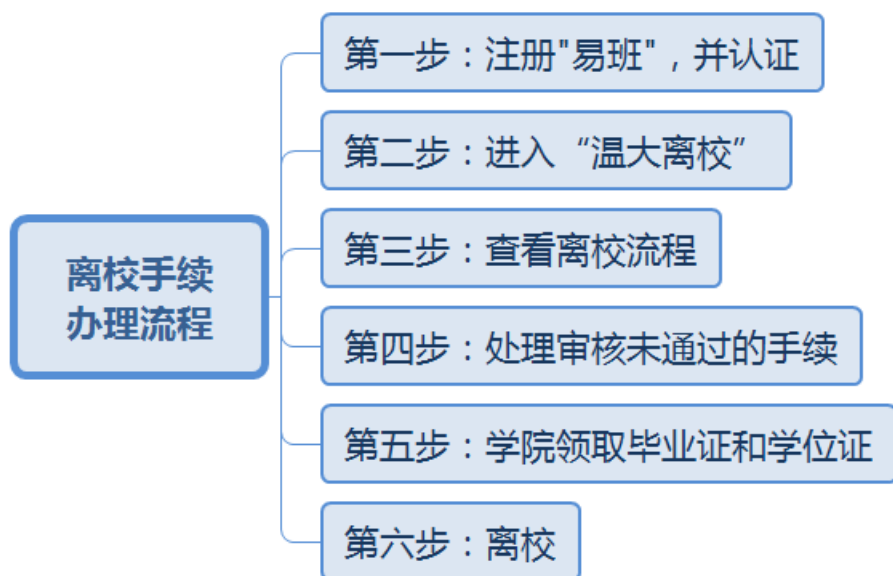 离校手续
办理流程
第一步：注册"易班"，并认证
第二步：进入“温大离校”
第三步：查看离校流程
第四步：处理审核未通过的手续
第五步：学院领取毕业证和学位证
第六步：离校